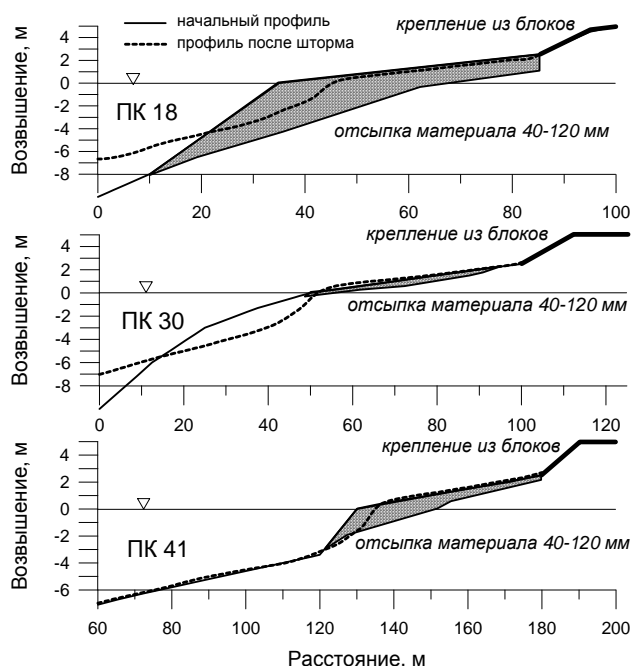 начальный профиль
профиль после шторма
крепление из блоков
Возвышение, м
4
2
0
-2
-4
-6
-8
ПК 18
отсыпка материала 40-120 мм
0 20 40 60 80 100
крепление из блоков
Возвышение, м
4
2
0
-2
-4
-6
-8
ПК 30
отсыпка материала 40-120 мм
0 20 40 60 80 100 120
крепление из блоков
Возвышение, м
4
2
0
-2
-4
-6
ПК 41
отсыпка материала 40-120 мм
60 80 100 120 140 160 180 200
Расстояние, м